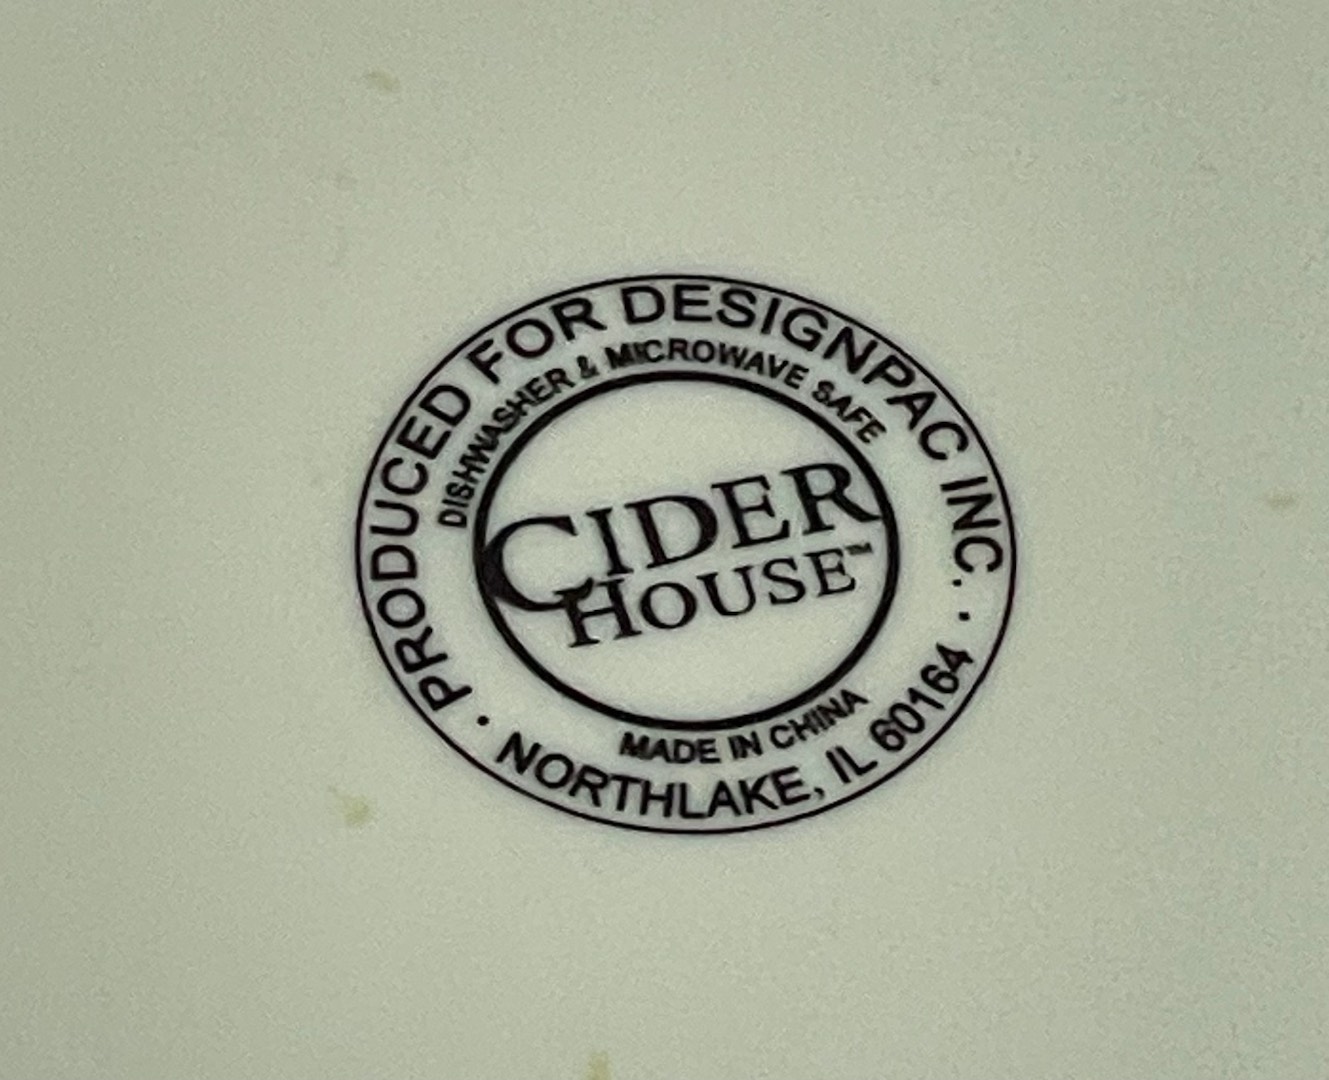 PRODUCED FOR DESIGNPAC INC.
DISHWASHER & MICROWAVE SAFE
CIDER
HOUSE™
MADE IN CHINA
· NORTHLAKE, IL 60164 ·